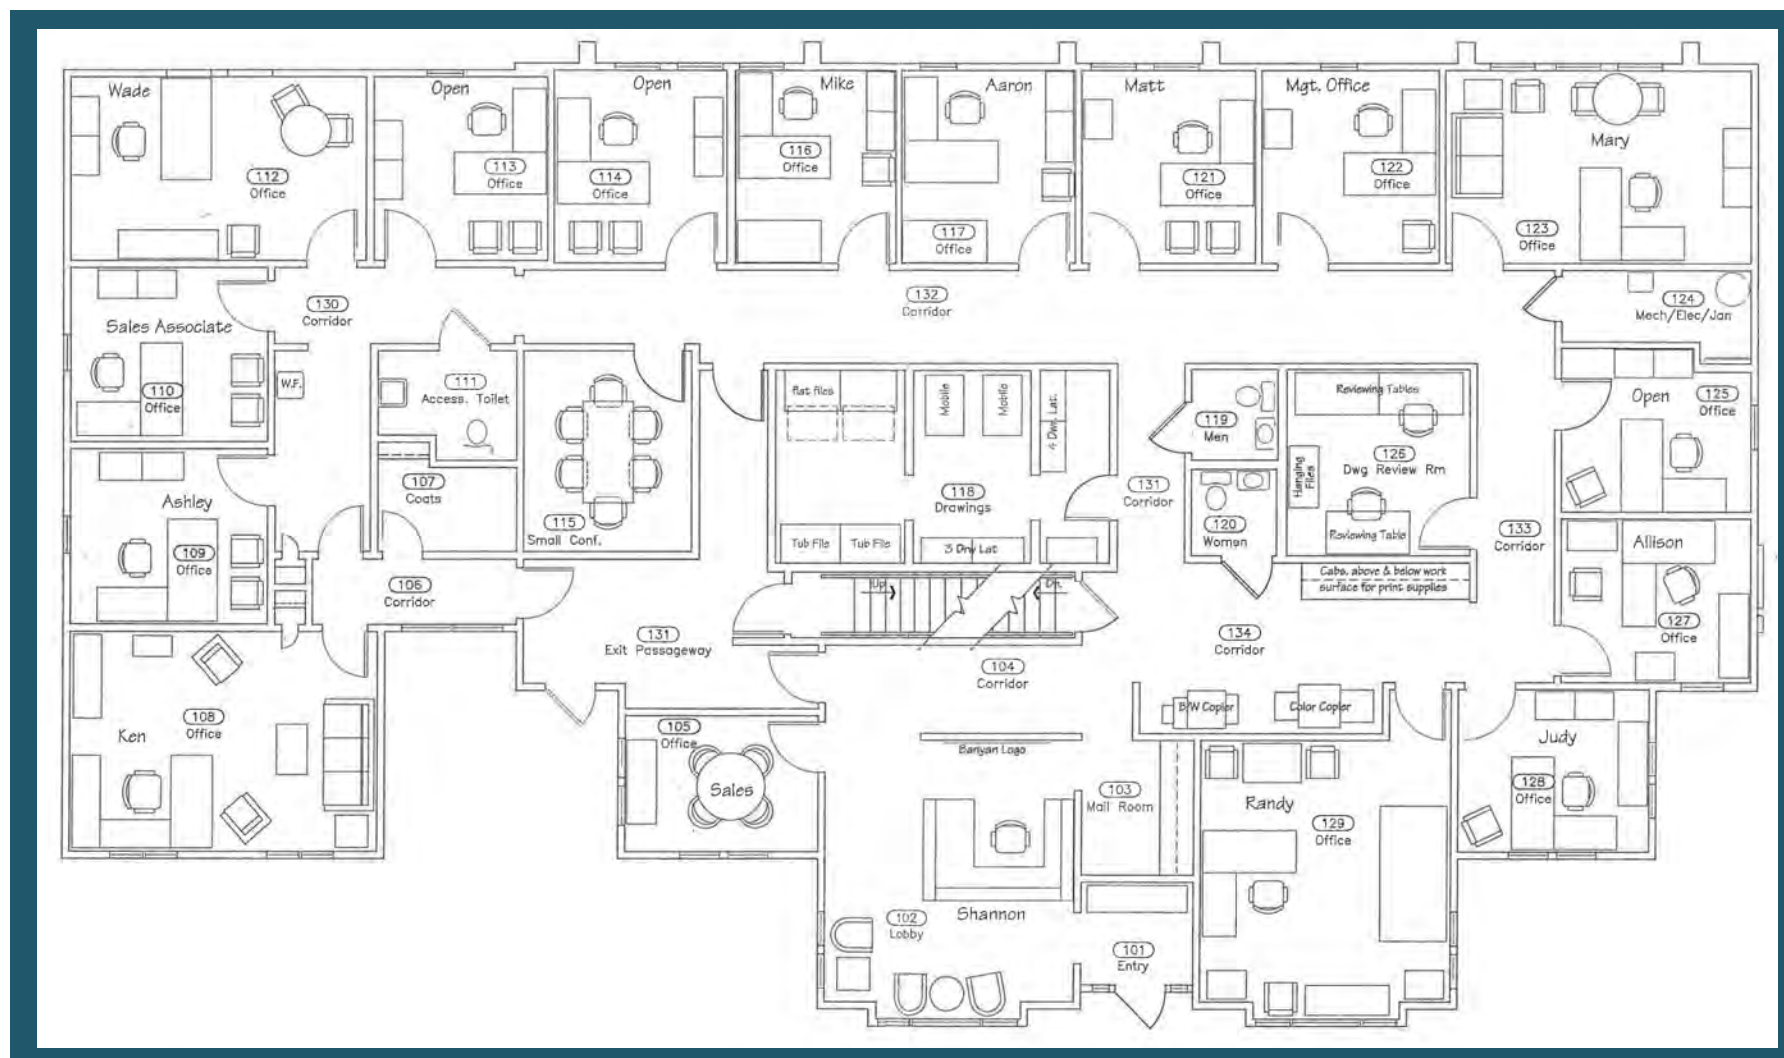 Wade
112
Office
Open
113
Office
Open
114
Office
Mike
116
Office
Aaron
117
Office
Matt
121
Office
Mgt. Office
122
Office
Mary
123
Office
130
Corridor
132
Corridor
124
Mech/Elec/Jan
Sales Associate
110
Office
W.F.
111
Access. Toilet
107
Coats
115
Small Conf.
flat files
Mobile
Mobile
4 Dwr. Lat.
118
Drawings
Tub File
Tub File
3 Drw Lat
131
Corridor
119
Men
120
Women
Reviewing Tables
126
Dwg Review Rm
Hanging
Files
Reviewing Table
Cabs. above & below work
surface for print supplies
133
Corridor
Open
125
Office
Allison
127
Office
Ashley
109
Office
106
Corridor
131
Exit Passageway
Up
Dn.
104
Corridor
134
Corridor
B/W Copier
Color Copier
Ken
108
Office
105
Office
Sales
Banyan Logo
103
Mail Room
Randy
129
Office
Judy
128
Office
Shannon
102
Lobby
101
Entry